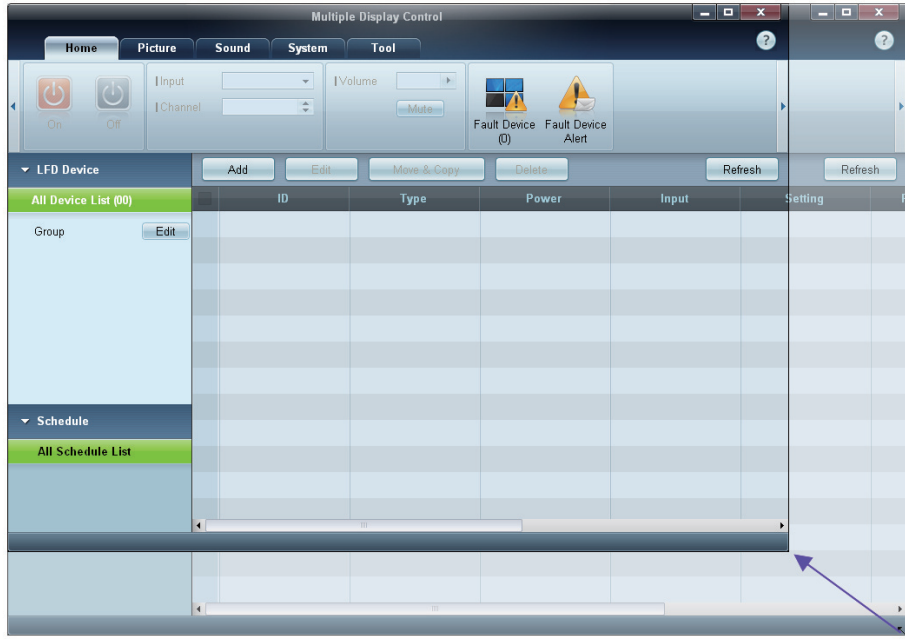 Multiple Display Control
Home Picture Sound System Tool
? ?
Input
Volume
Channel
Mute
On Off
Fault Device
(0)
Fault Device
Alert
LFD Device
Add Edit Move & Copy Delete Refresh Refresh
All Device List (00)
ID Type Power Input Setting
Group Edit
Schedule
All Schedule List